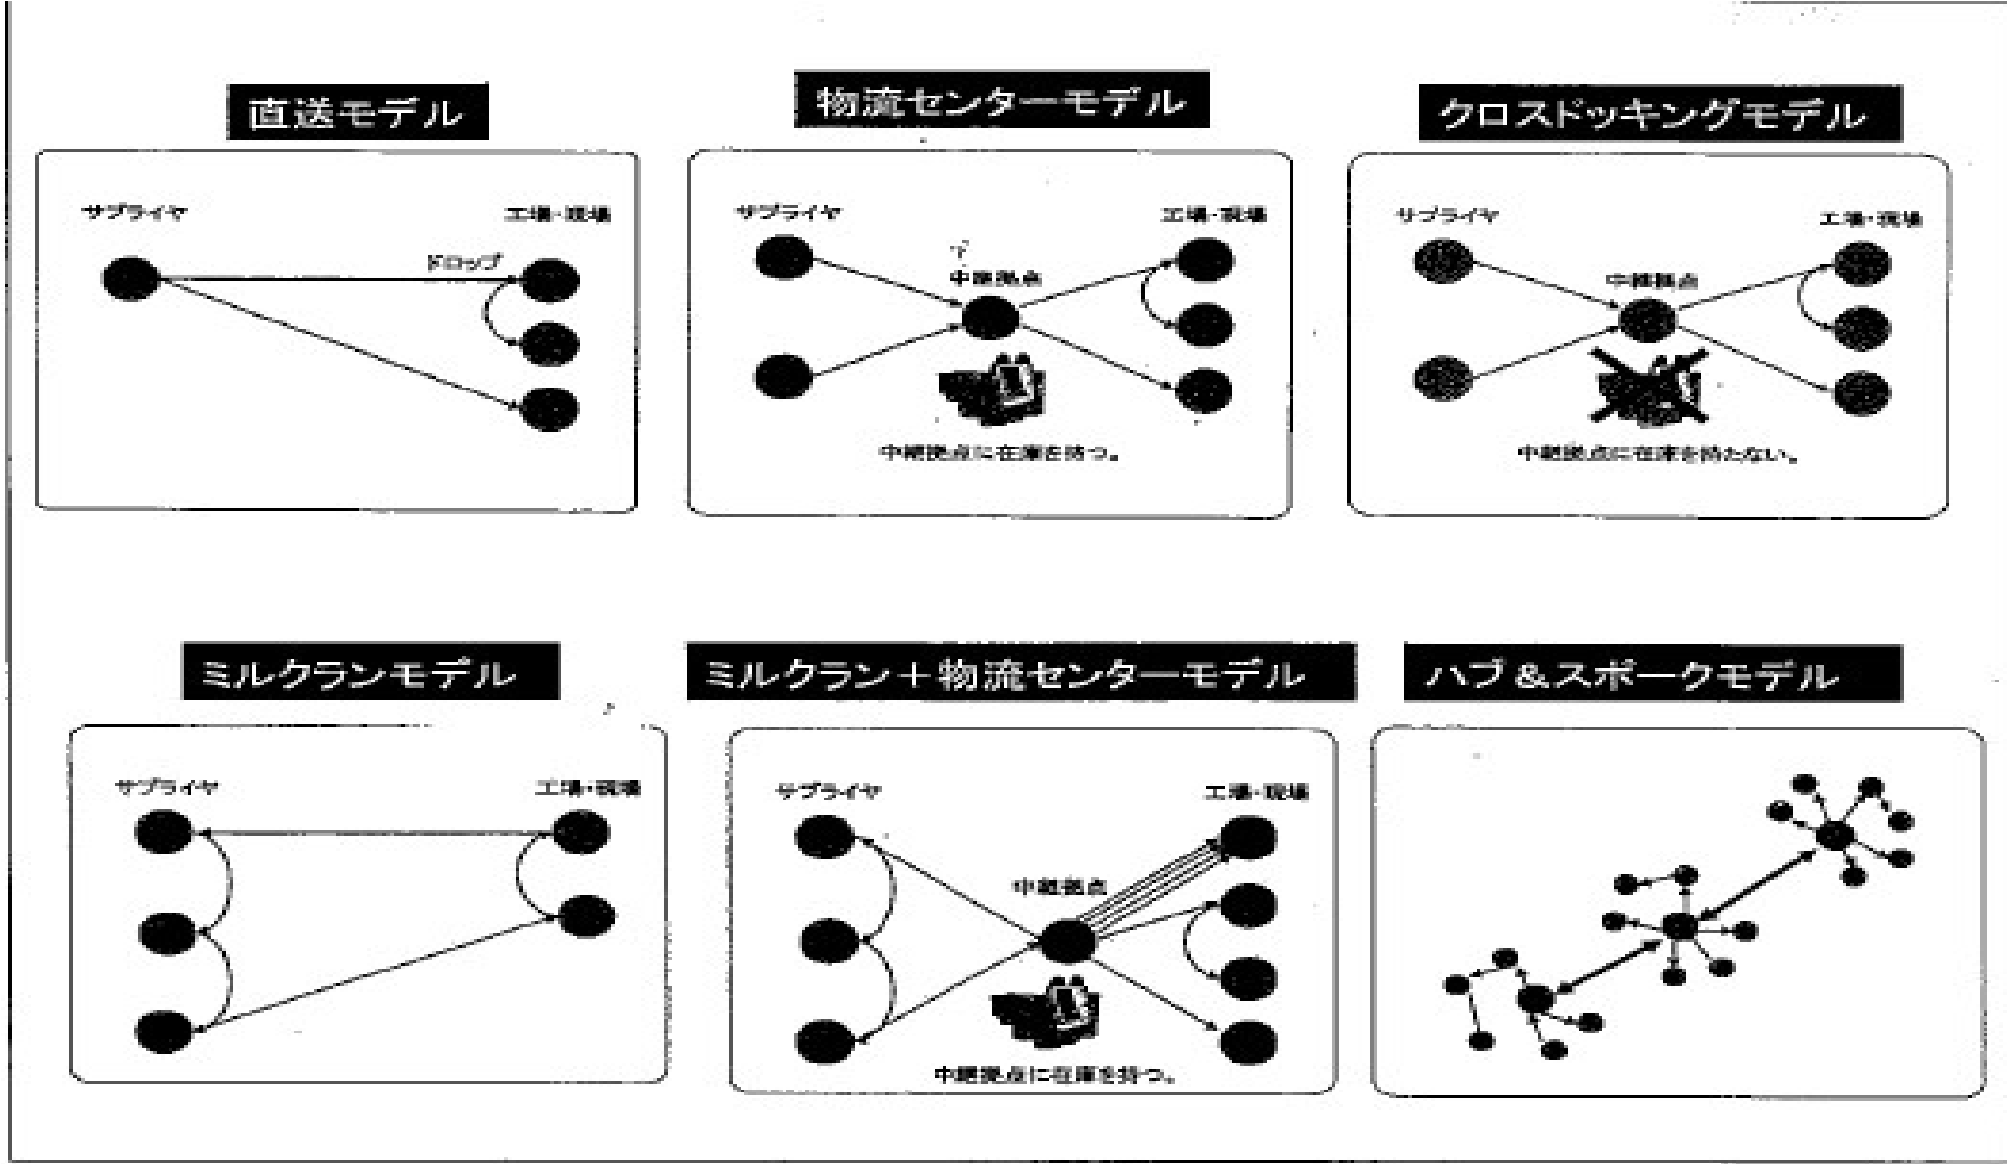 直送モデル
物流センターモデル
クロスドッキングモデル
サプライヤ
工場・現場
ドロップ
サプライヤ
工場・現場
中継拠点
中継拠点に在庫を持つ。
サプライヤ
工場・現場
中継拠点
中継拠点に在庫を持たない。
ミルクランモデル
ミルクラン+物流センターモデル
ハブ&スポークモデル
サプライヤ
工場・現場
サプライヤ
工場・現場
中継拠点
中継拠点に在庫を持つ。